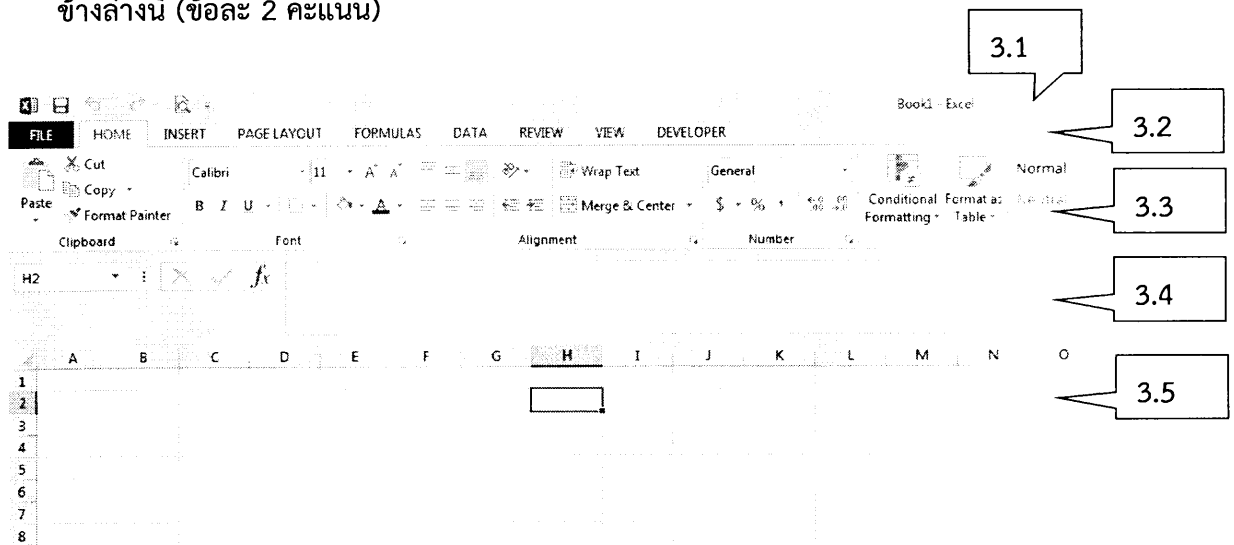 ข้างล่างนี้ (ข้อละ 2 คะแนน)
3.1
Book1 - Excel
3.2
FILE HOME INSERT PAGE LAYOUT FORMULAS DATA REVIEW VIEW DEVELOPER
Cut
Copy
Paste
Format Painter
Clipboard
Calibri 11 A A
B I U A
Font
Wrap Text
Merge & Center
Alignment
General
$ % ,
Number
Conditional Formatting
Format as Table
Normal
Neutral
3.3
H2 fx
3.4
A B C D E F G H I J K L M N O
3.5
1
2
3
4
5
6
7
8